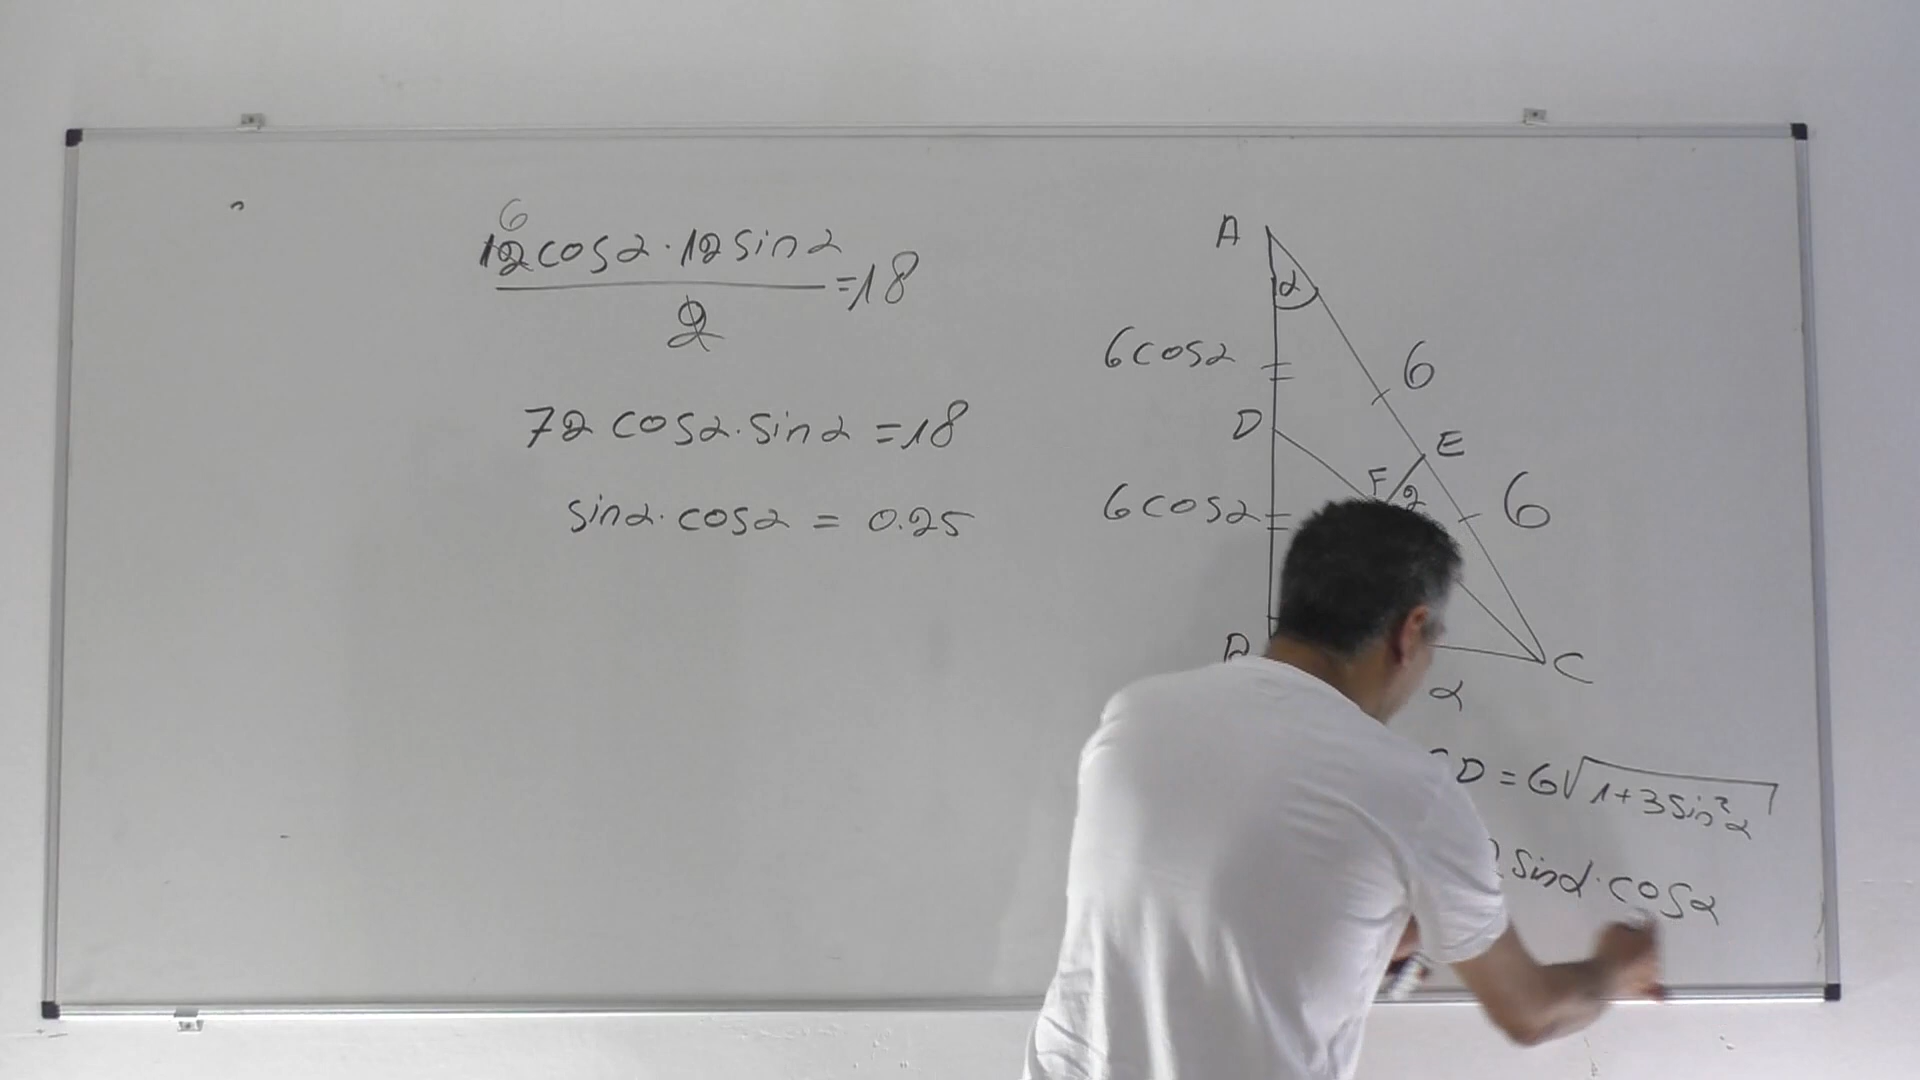 6
12cosα·12sinα
=18
2
72 cosα·sinα =18
sinα·cosα = 0.25
A
α
6cosα
6
D
E
F
2
6cosα
6
C
α
D = 6√1+3sin²α
sinα·cosα